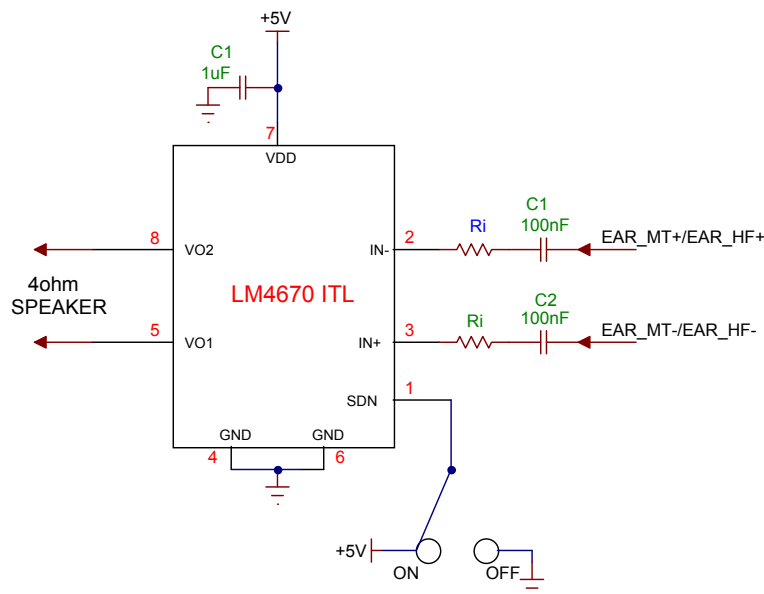 +5V
C1
1uF
7
VDD
8
VO2
2
IN-
Ri
C1
100nF
EAR_MT+/EAR_HF+
4ohm
SPEAKER
LM4670 ITL
5
VO1
3
IN+
Ri
C2
100nF
EAR_MT-/EAR_HF-
1
SDN
GND
GND
4
6
+5V
ON
OFF